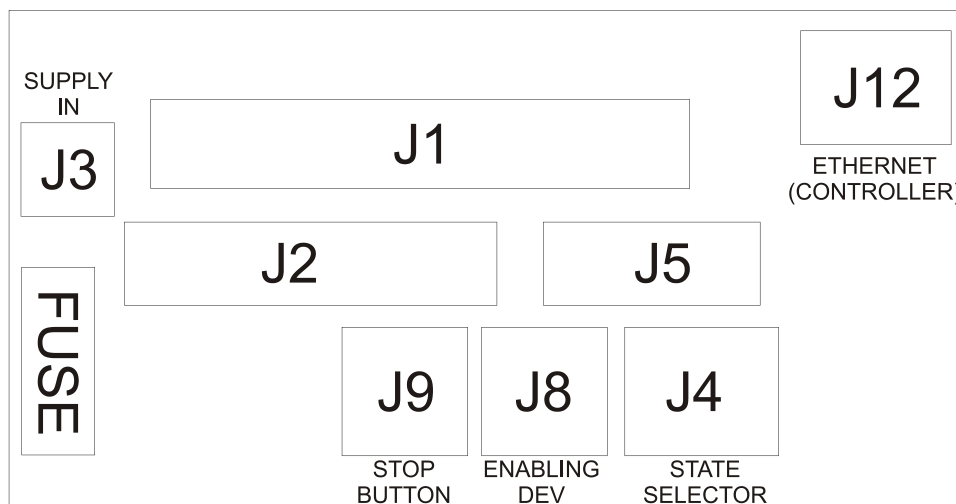 SUPPLY
IN
J3
J1
J12
ETHERNET
(CONTROLLER)
J2
J5
FUSE
J9
J8
J4
STOP
BUTTON
ENABLING
DEV
STATE
SELECTOR